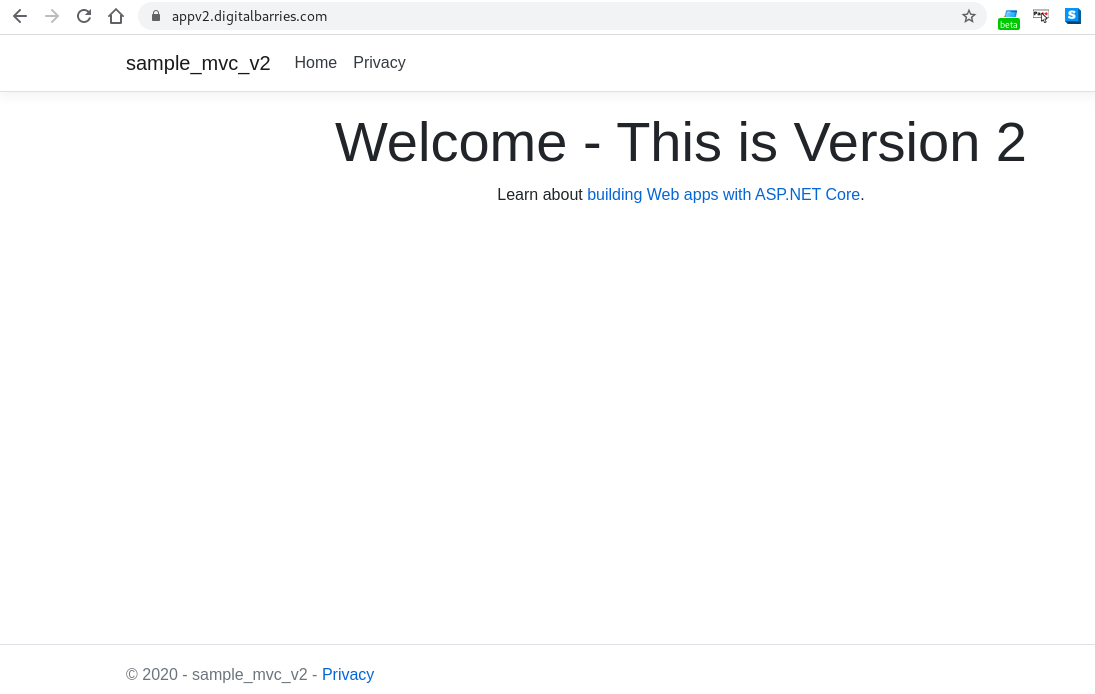 appv2.digitalbarries.com
beta
S
sample_mvc_v2 Home Privacy
Welcome - This is Version 2
Learn about building Web apps with ASP.NET Core.
© 2020 - sample_mvc_v2 - Privacy